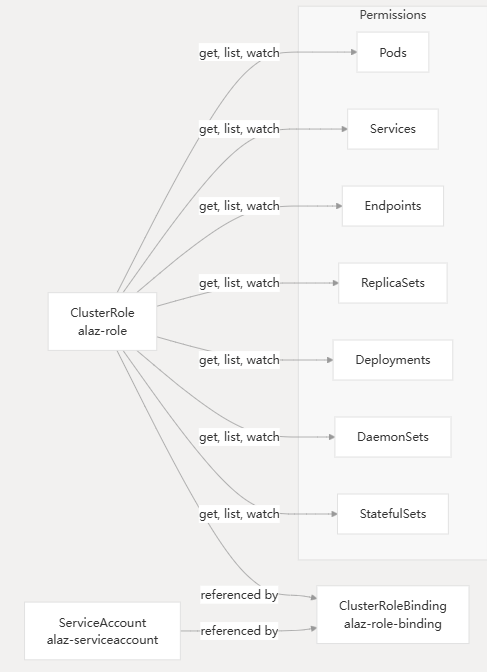 Permissions
get, list, watch
Pods
get, list, watch
Services
get, list, watch
Endpoints
get, list, watch
ReplicaSets
ClusterRole
alaz-role
get, list, watch
Deployments
get, list, watch
DaemonSets
get, list, watch
StatefulSets
referenced by
ClusterRoleBinding
alaz-role-binding
ServiceAccount
alaz-serviceaccount
referenced by